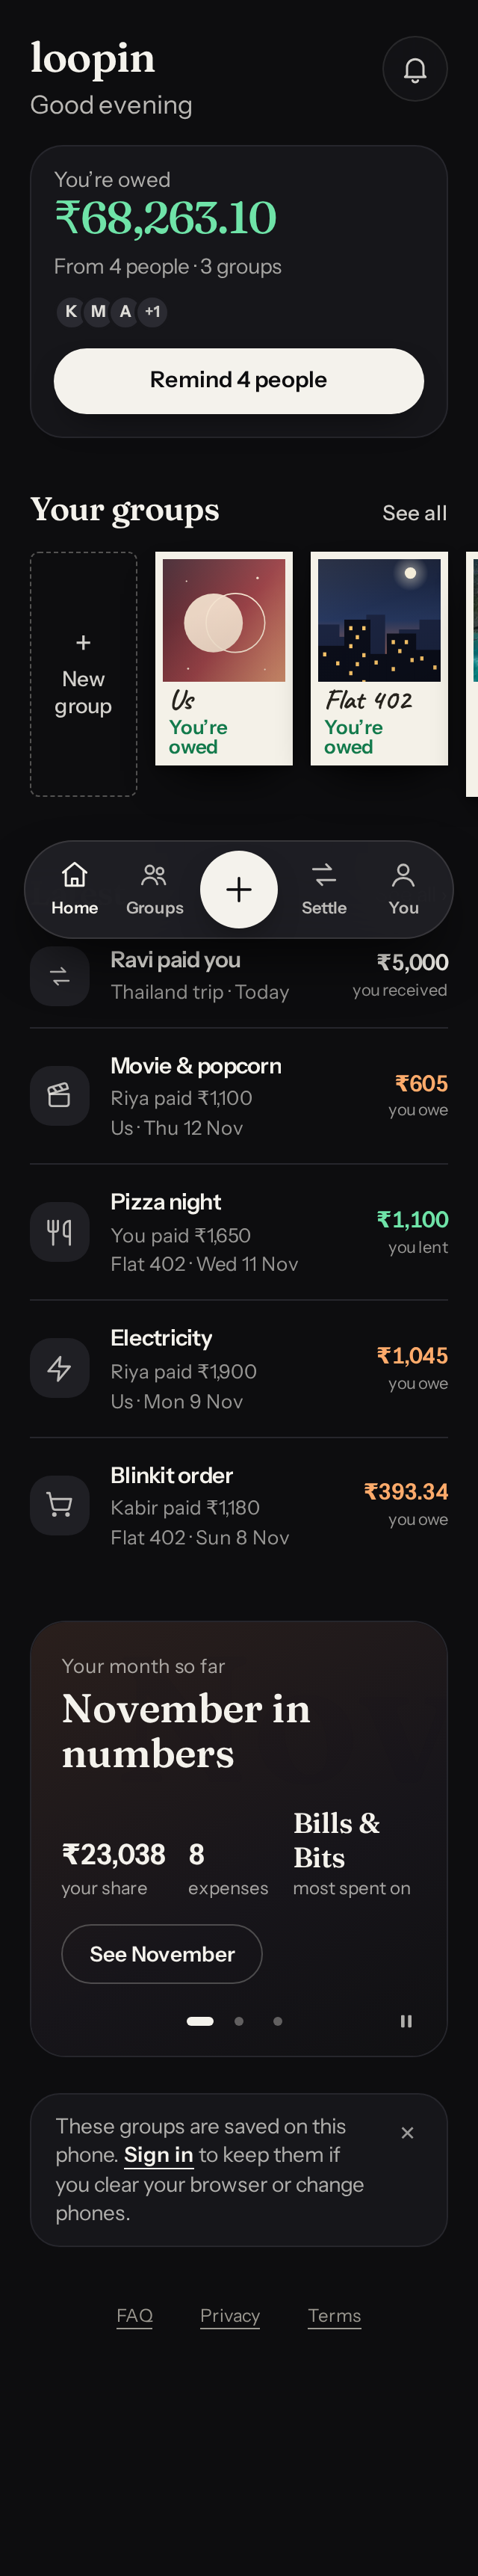 loopin
Good evening
You're owed
₹68,263.10
From 4 people · 3 groups
K M A +1
Remind 4 people
Your groups
See all
+
New
group
Us
You're
owed
Flat 402
You're
owed
Home
Groups
Settle
You
Ravi paid you
₹5,000
Thailand trip · Today
you received
Movie & popcorn
₹605
Riya paid ₹1,100
you owe
Us · Thu 12 Nov
Pizza night
₹1,100
You paid ₹1,650
you lent
Flat 402 · Wed 11 Nov
Electricity
₹1,045
Riya paid ₹1,900
you owe
Us · Mon 9 Nov
Blinkit order
₹393.34
Kabir paid ₹1,180
you owe
Flat 402 · Sun 8 Nov
Your month so far
November in
numbers
₹23,038
your share
8
expenses
Bills &
Bits
most spent on
See November
These groups are saved on this
phone. Sign in to keep them if
you clear your browser or change
phones.
FAQ
Privacy
Terms